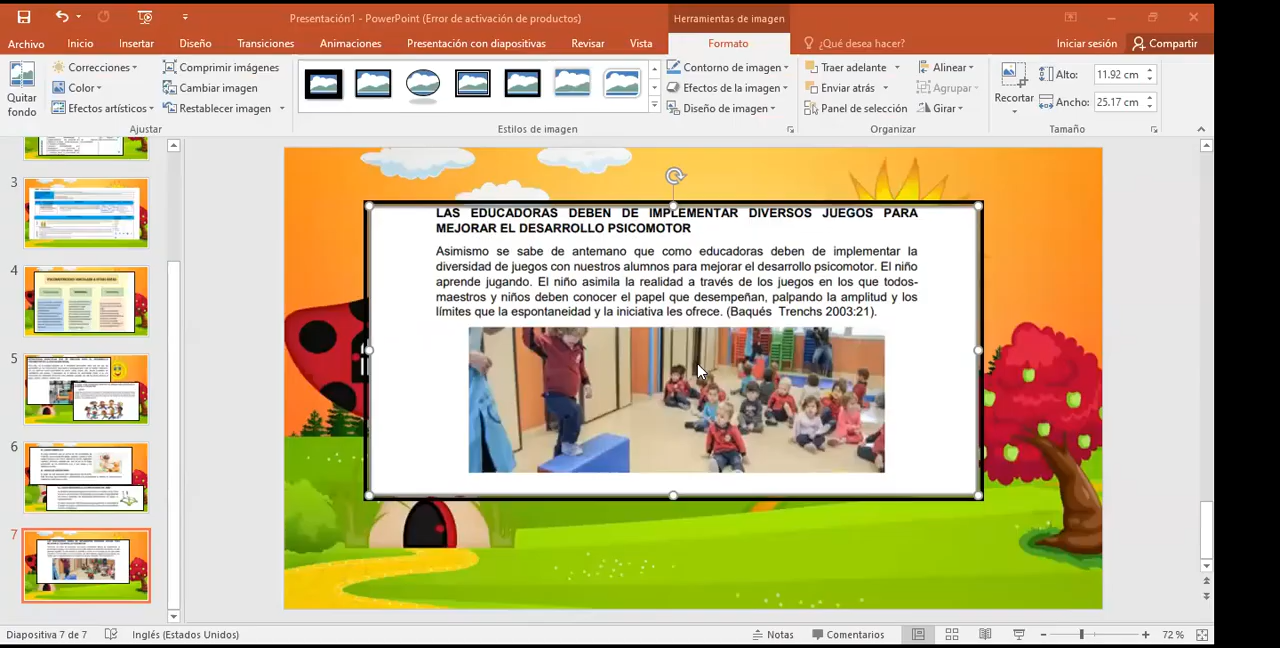 Presentación1 - PowerPoint (Error de activación de productos)
Herramientas de imagen
Archivo Inicio Insertar Diseño Transiciones Animaciones Presentación con diapositivas Revisar Vista Formato ¿Qué desea hacer? Iniciar sesión Compartir
Quitar fondo
Correcciones
Color
Efectos artísticos
Comprimir imágenes
Cambiar imagen
Restablecer imagen
Ajustar
Estilos de imagen
Contorno de imagen
Efectos de la imagen
Diseño de imagen
Traer adelante
Enviar atrás
Panel de selección
Alinear
Agrupar
Girar
Organizar
Recortar
Alto: 11.92 cm
Ancho: 25.17 cm
Tamaño
3
4
5
6
7
LAS EDUCADORAS DEBEN DE IMPLEMENTAR DIVERSOS JUEGOS PARA
MEJORAR EL DESARROLLO PSICOMOTOR
Asimismo se sabe de antemano que como educadoras deben de implementar la
diversidad de juegos con nuestros alumnos para mejorar el desarrollo psicomotor. El niño
aprende jugando. El niño asimila la realidad a través de los juegos en los que todos-
maestros y niños deben conocer el papel que desempeñan, palpando la amplitud y los
límites que la espontaneidad y la iniciativa les ofrece. (Baqués Trenchs 2003:21).
Diapositiva 7 de 7 Inglés (Estados Unidos) Notas Comentarios 72 %